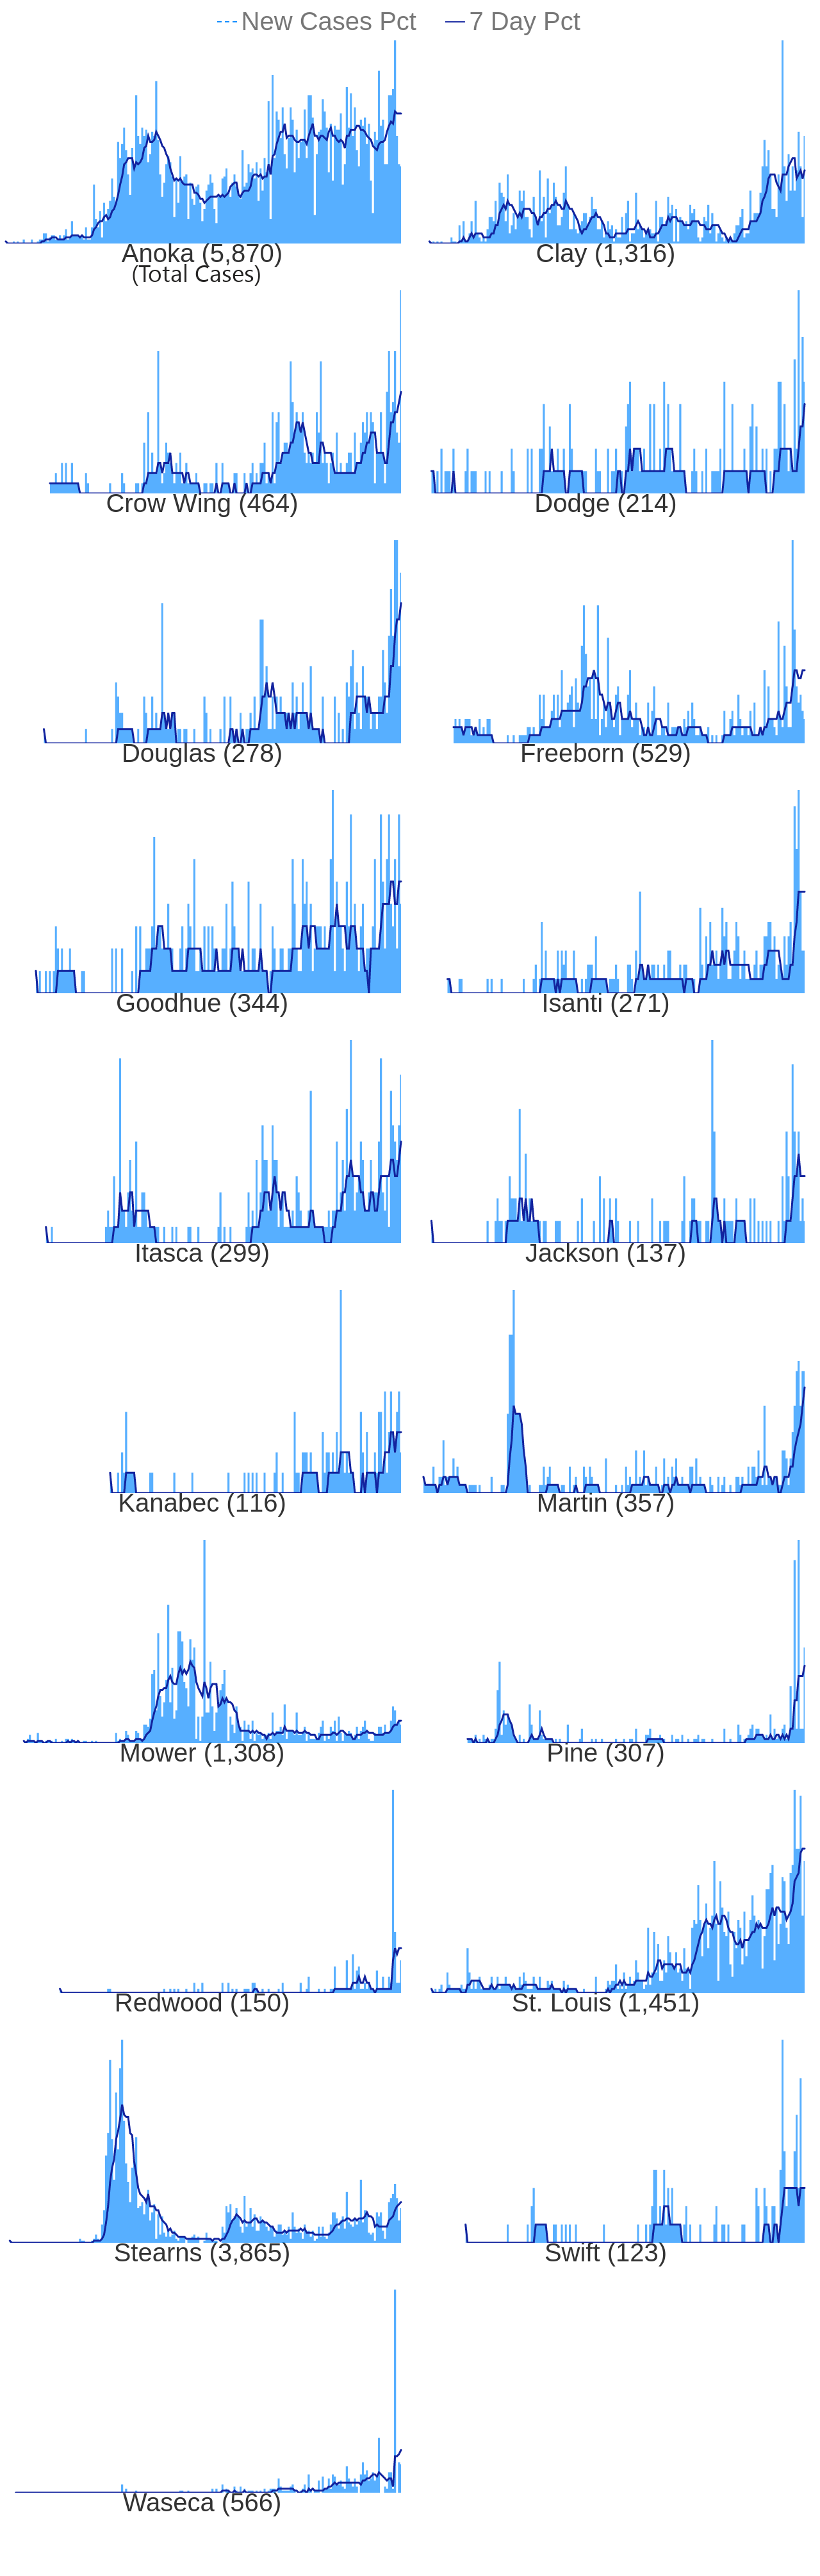 New Cases Pct 7 Day Pct
Anoka (5,870) Clay (1,316)
(Total Cases)
Crow Wing (464) Dodge (214)
Douglas (278) Freeborn (529)
Goodhue (344) Isanti (271)
Itasca (299) Jackson (137)
Kanabec (116) Martin (357)
Mower (1,308) Pine (307)
Redwood (150) St. Louis (1,451)
Stearns (3,865) Swift (123)
Waseca (566)